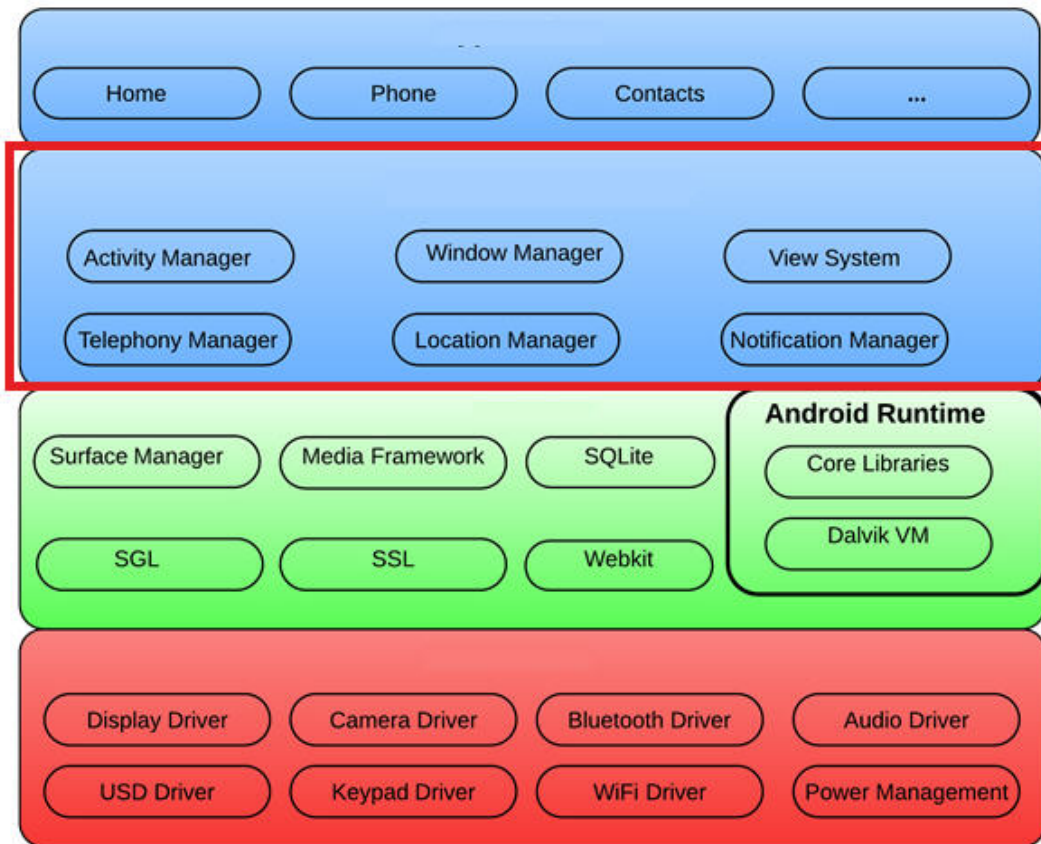 Home Phone Contacts ...
Activity Manager Window Manager View System
Telephony Manager Location Manager Notification Manager
Android Runtime
Surface Manager Media Framework SQLite Core Libraries
SGL SSL Webkit Dalvik VM
Display Driver Camera Driver Bluetooth Driver Audio Driver
USD Driver Keypad Driver WiFi Driver Power Management